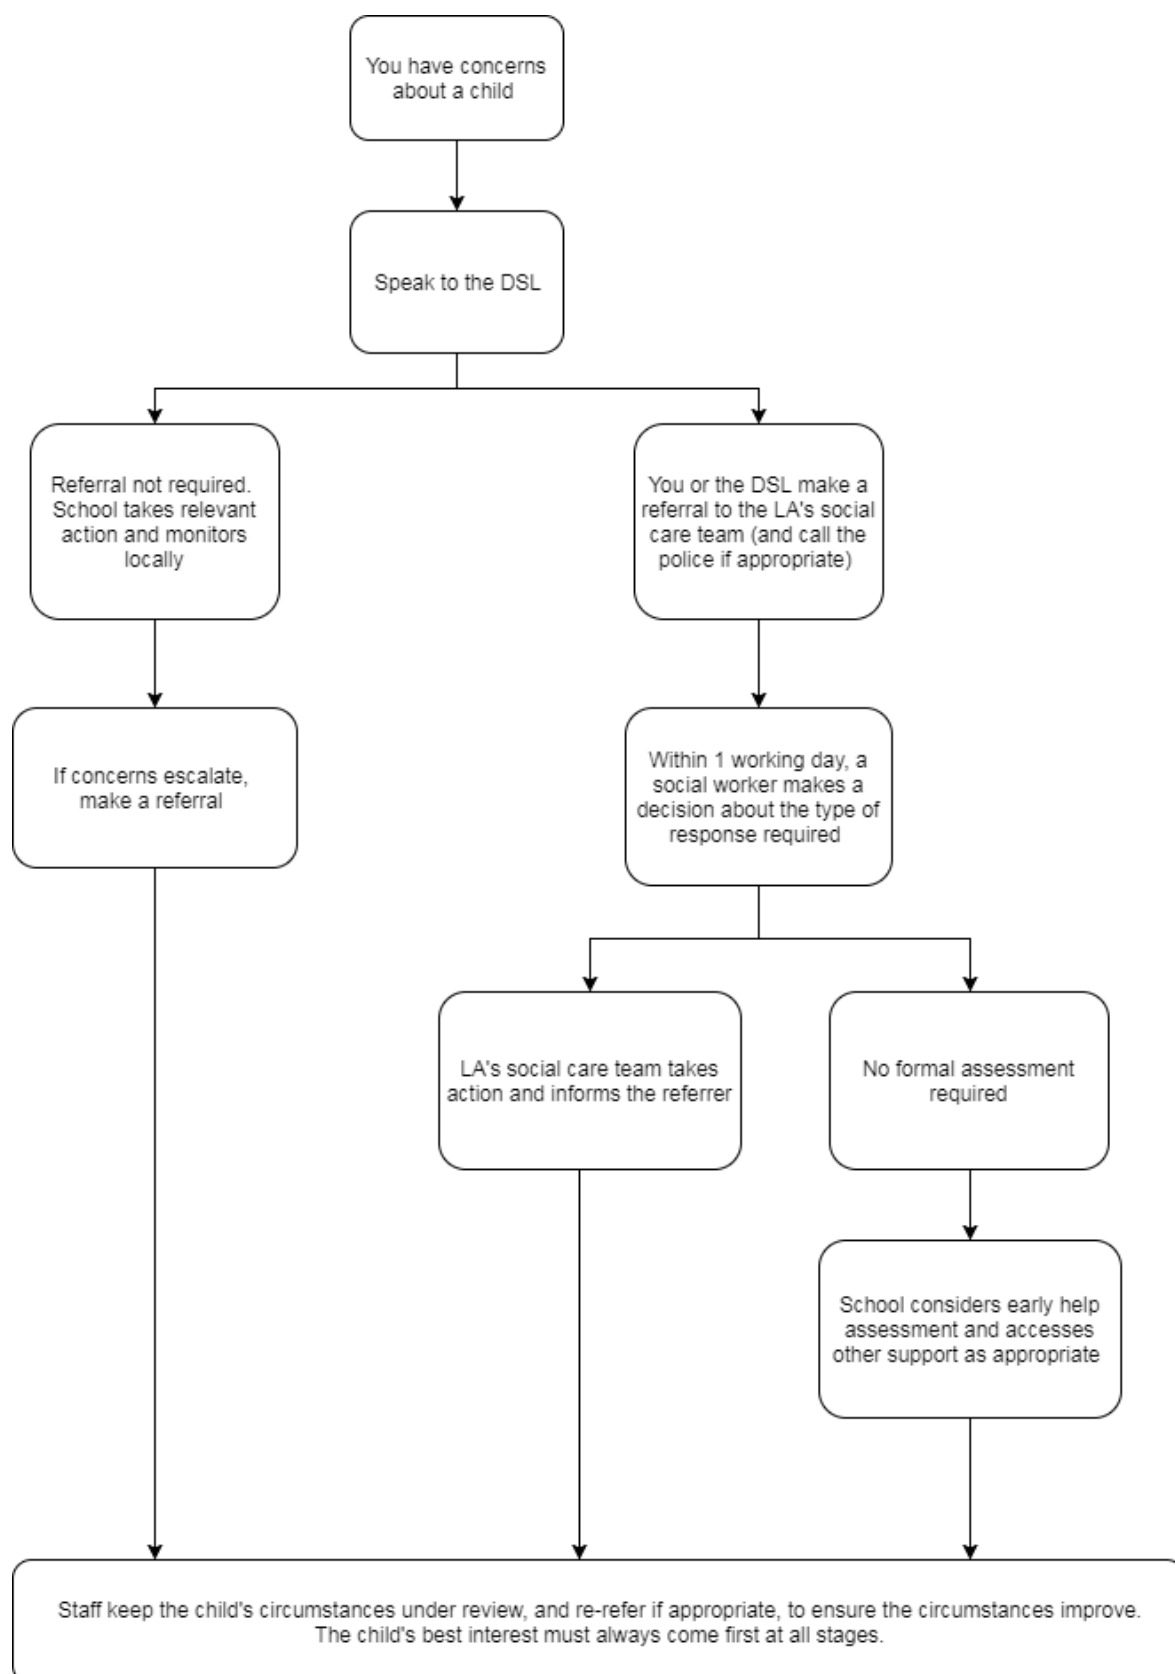 You have concerns
about a child
Speak to the DSL
Referral not required.
School takes relevant
action and monitors
locally
You or the DSL make a
referral to the LA's social
care team (and call the
police if appropriate)
If concerns escalate,
make a referral
Within 1 working day, a
social worker makes a
decision about the type of
response required
LA's social care team takes
action and informs the referrer
No formal assessment
required
School considers early help
assessment and accesses
other support as appropriate
Staff keep the child's circumstances under review, and re-refer if appropriate, to ensure the circumstances improve.
The child's best interest must always come first at all stages.